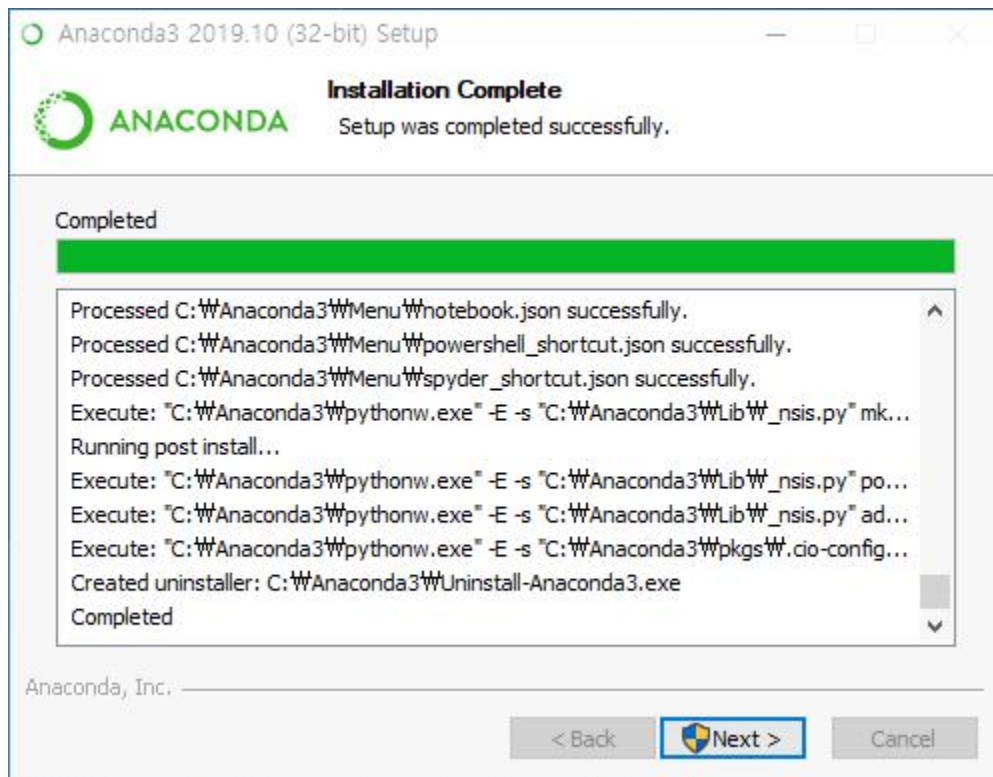 Anaconda3 2019.10 (32-bit) Setup
ANACONDA
Installation Complete
Setup was completed successfully.
Completed
Processed C:₩Anaconda3₩Menu₩notebook.json successfully.
Processed C:₩Anaconda3₩Menu₩powershell_shortcut.json successfully.
Processed C:₩Anaconda3₩Menu₩spyder_shortcut.json successfully.
Execute: "C:₩Anaconda3₩pythonw.exe" -E -s "C:₩Anaconda3₩Lib₩_nsis.py" mk...
Running post install...
Execute: "C:₩Anaconda3₩pythonw.exe" -E -s "C:₩Anaconda3₩Lib₩_nsis.py" po...
Execute: "C:₩Anaconda3₩pythonw.exe" -E -s "C:₩Anaconda3₩Lib₩_nsis.py" ad...
Execute: "C:₩Anaconda3₩pythonw.exe" -E -s "C:₩Anaconda3₩pkgs₩.cio-config...
Created uninstaller: C:₩Anaconda3₩Uninstall-Anaconda3.exe
Completed
Anaconda, Inc.
< Back
Next >
Cancel